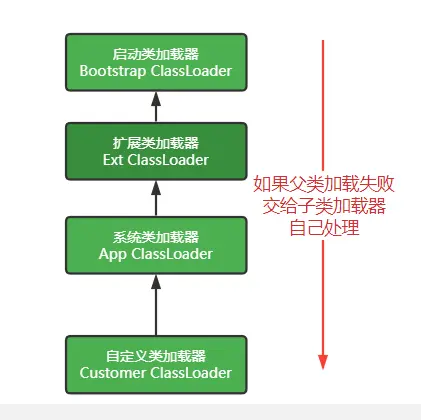 启动类加载器
Bootstrap ClassLoader
扩展类加载器
Ext ClassLoader
系统类加载器
App ClassLoader
自定义类加载器
Customer ClassLoader
如果父类加载失败
交给子类加载器
自己处理